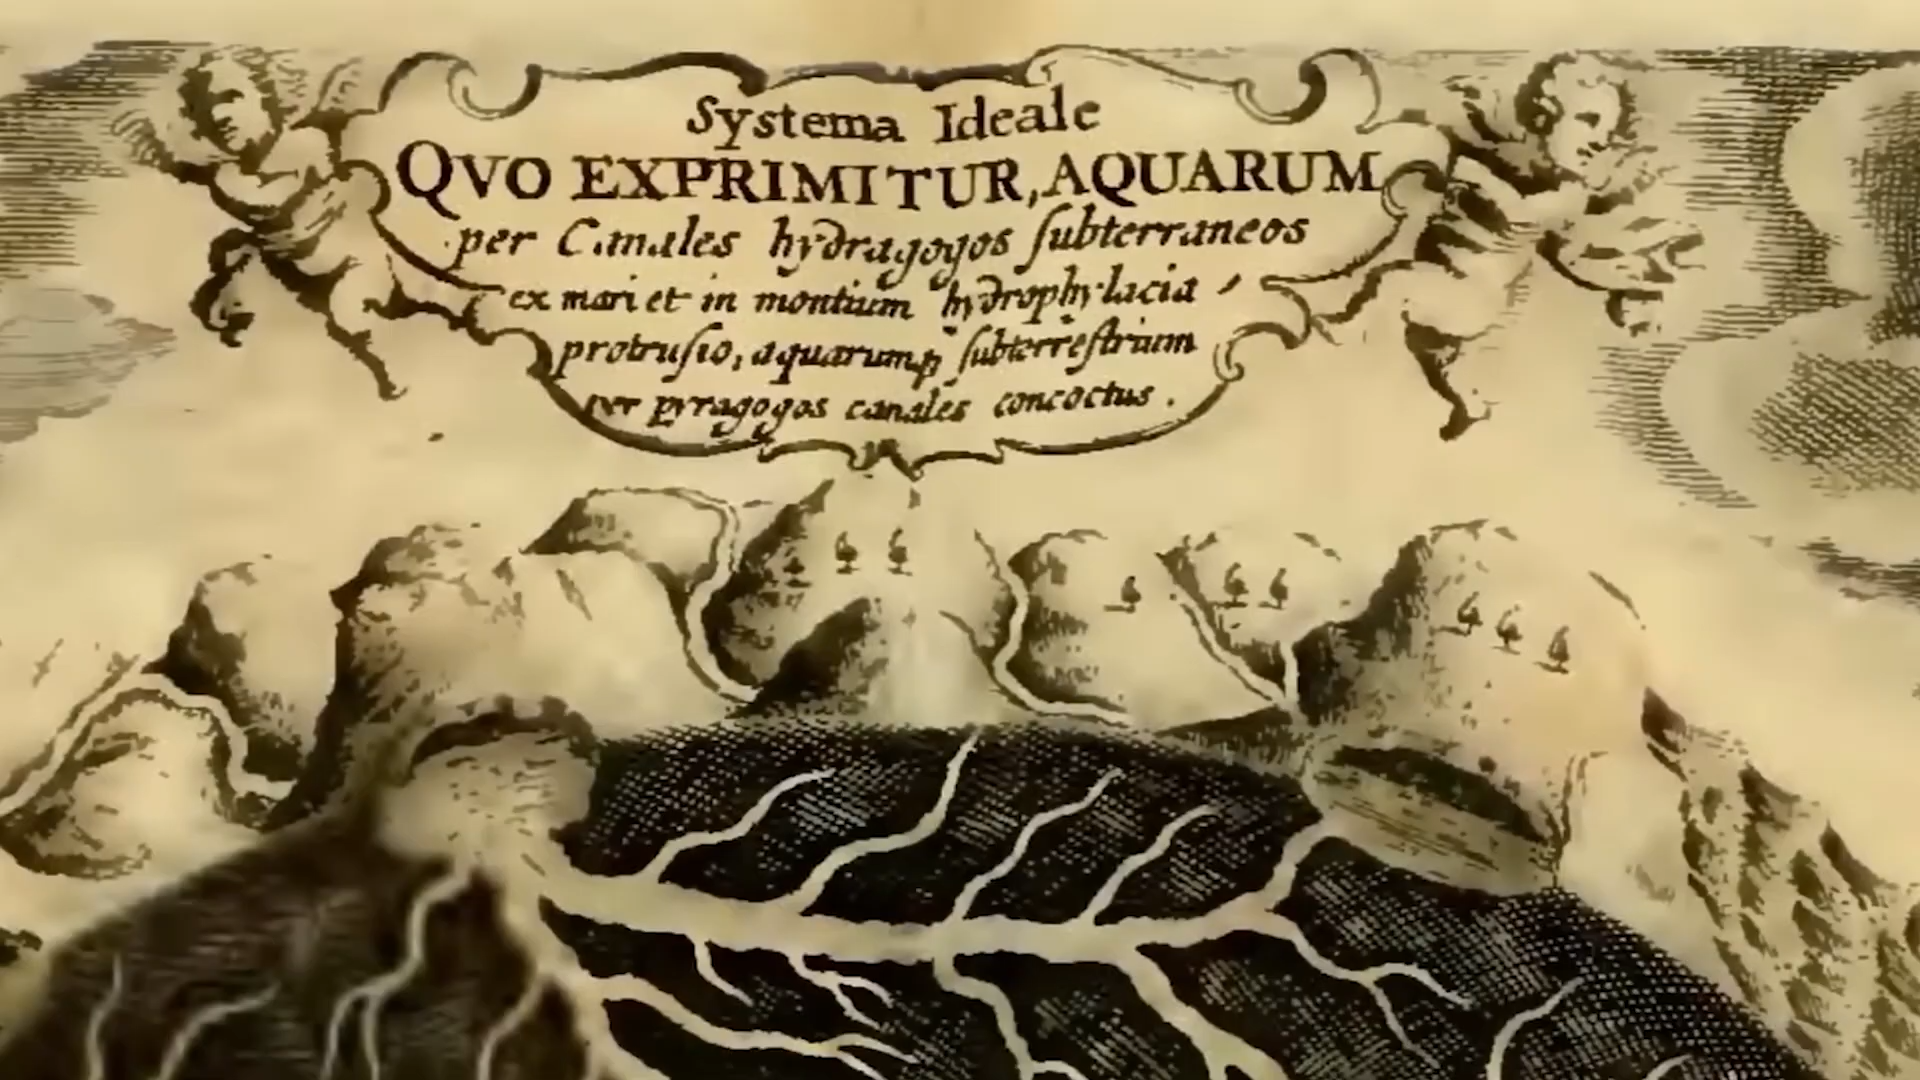 Systema Ideale
QVO EXPRIMITUR, AQUARUM
per Canales hydragogos subterraneos
ex mari et in montium hydrophylacia
protrusio, aquarumq; subterrestrium
per pyragogos canales concoctus.